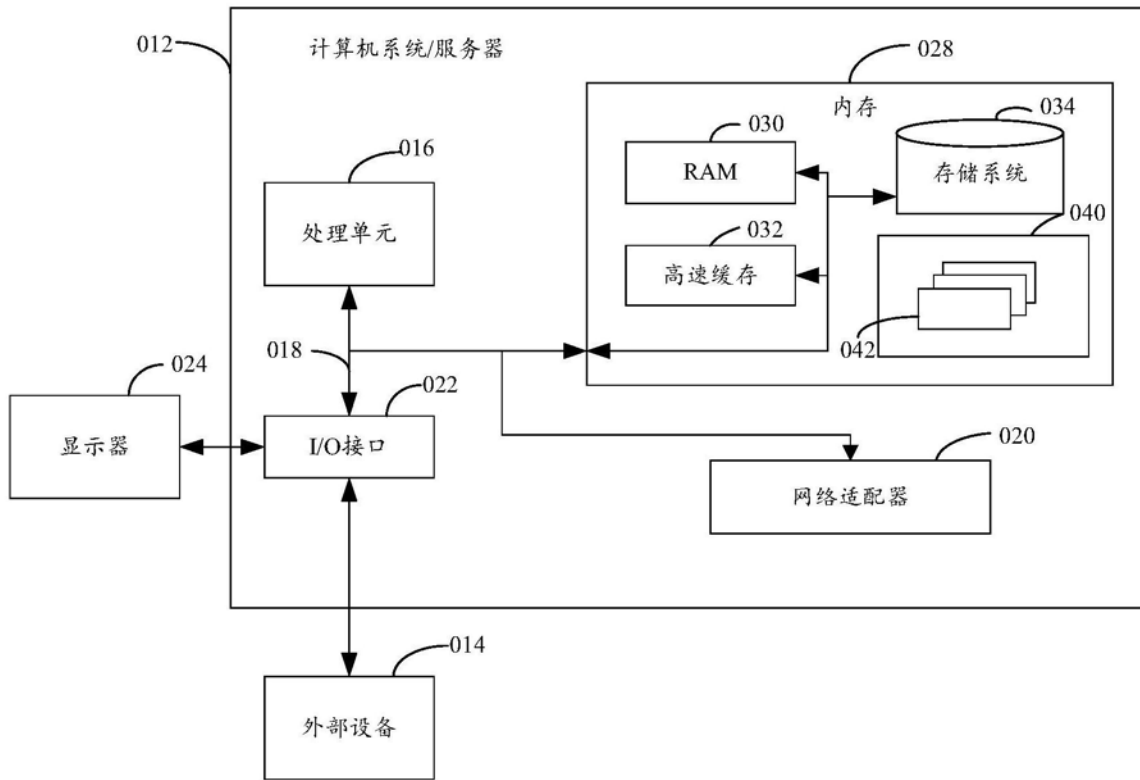 012
计算机系统/服务器
028
内存
034
030
RAM
存储系统
016
处理单元
040
032
高速缓存
042
018
024
022
显示器
I/O接口
020
网络适配器
014
外部设备